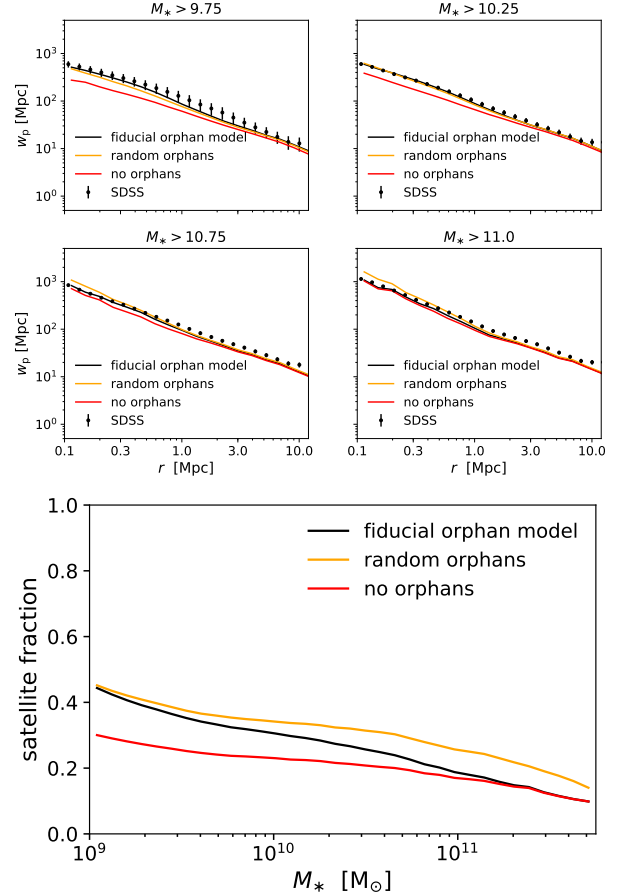 M∗ > 9.75
M∗ > 10.25
10³
10²
10¹
10⁰
wₚ [Mpc]
fiducial orphan model
random orphans
no orphans
SDSS
fiducial orphan model
random orphans
no orphans
SDSS
M∗ > 10.75
M∗ > 11.0
10³
10²
10¹
10⁰
wₚ [Mpc]
fiducial orphan model
random orphans
no orphans
SDSS
fiducial orphan model
random orphans
no orphans
SDSS
0.1 0.3 1.0 3.0 10.0
0.1 0.3 1.0 3.0 10.0
r [Mpc]
r [Mpc]
1.0
0.8
0.6
0.4
0.2
0.0
satellite fraction
fiducial orphan model
random orphans
no orphans
10⁹ 10¹⁰ 10¹¹
M∗ [M⊙]